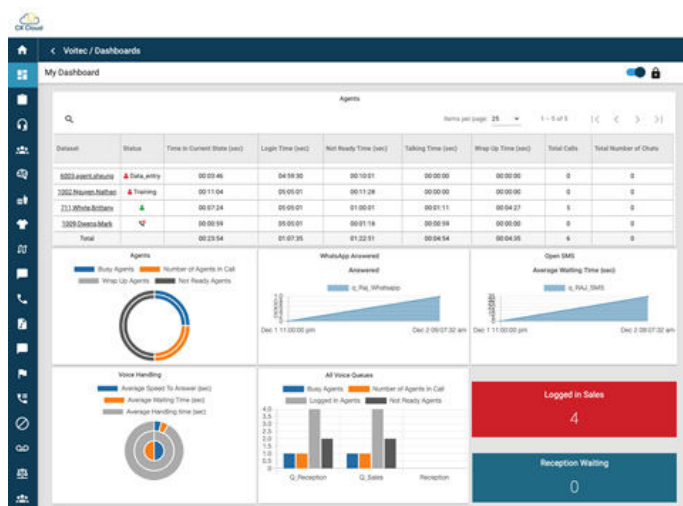 CX Cloud
Voitec / Dashboards
My Dashboard
Agents
Items per page: 25 1 – 5 of 5
Dataset Status Time In Current State (sec) Login Time (sec) Not Ready Time (sec) Talking Time (sec) Wrap Up Time (sec) Total Calls Total Number of Chats
6003,agent,sheung Data_entry 00:03:46 04:59:30 00:10:01 00:00:00 00:00:00 0 0
1002,Nguyen,Nathen Training 00:11:04 05:05:01 00:11:28 00:00:00 00:00:00 0 0
711,Whyte,Brittany 00:07:24 05:05:01 01:00:01 00:01:11 00:04:27 5 0
1009,Owens,Mark 00:00:59 05:05:01 00:01:16 00:00:59 00:00:00 0 0
Total 00:23:54 01:07:35 01:22:51 00:04:54 00:04:35 6 0
Agents
Busy Agents Number of Agents in Call
Wrap Up Agents Not Ready Agents
WhatsApp Answered
Answered
q_Raj_Whatsapp
Dec 1 11:00:00 pm Dec 2 09:07:32 am
Open SMS
Average Waiting Time (sec)
q_RAJ_SMS
Dec 1 11:00:00 pm Dec 2 09:07:32 am
Voice Handling
Average Speed To Answer (sec)
Average Waiting Time (sec)
Average Handling time (sec)
All Voice Queues
Busy Agents Number of Agents in Call
Logged in Agents Not Ready Agents
4.0
3.5
3.0
2.5
2.0
1.5
1.0
0.5
0
Q_Reception Q_Sales Reception
Logged in Sales
4
Reception Waiting
0